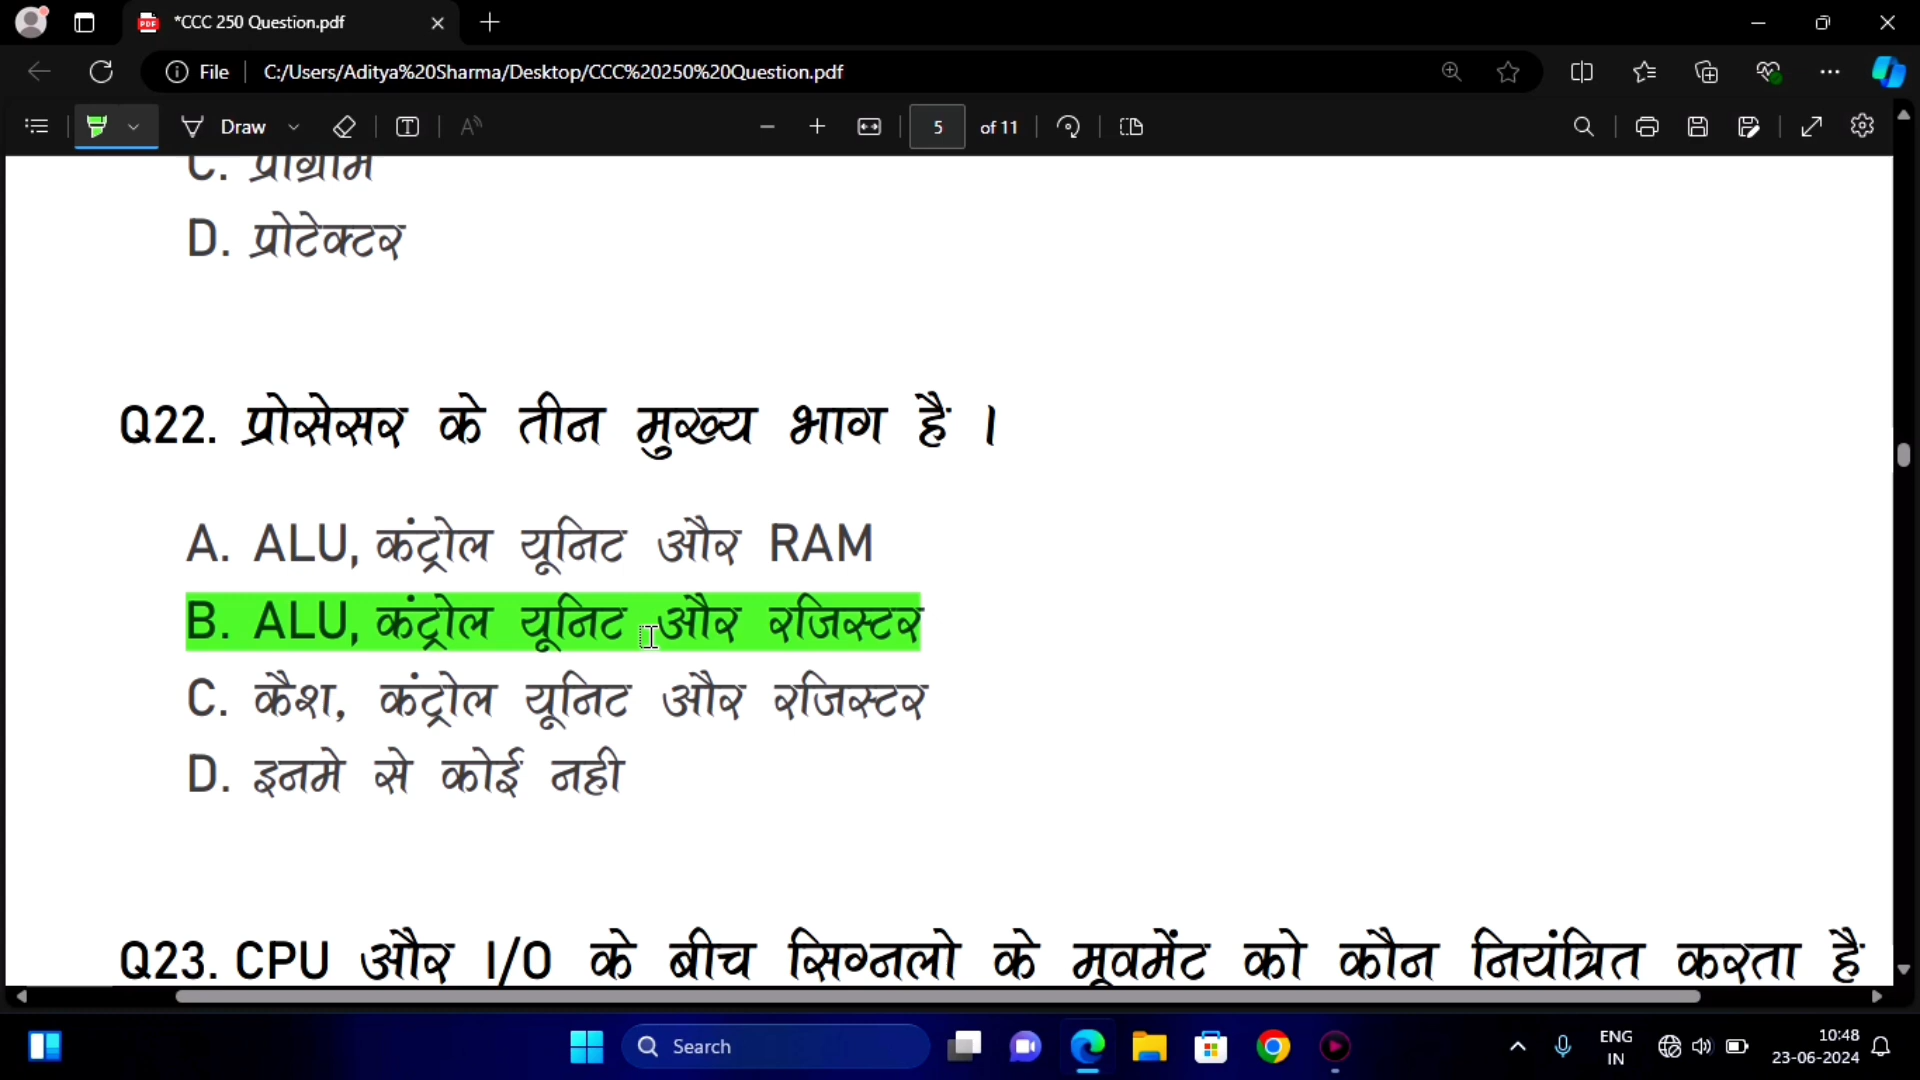 *CCC 250 Question.pdf
File
C:/Users/Aditya%20Sharma/Desktop/CCC%20250%20Question.pdf
Draw
5 of 11
C. प्रोग्राम
D. प्रोटेक्टर
Q22. प्रोसेसर के तीन मुख्य भाग है ।
A. ALU, कंट्रोल यूनिट और RAM
B. ALU, कंट्रोल यूनिट और रजिस्टर
C. कैश, कंट्रोल यूनिट और रजिस्टर
D. इनमे से कोई नही
Q23. CPU और I/O के बीच सिग्नलो के मूवमेंट को कौन नियंत्रित करता है
Search
ENG
IN
10:48
23-06-2024